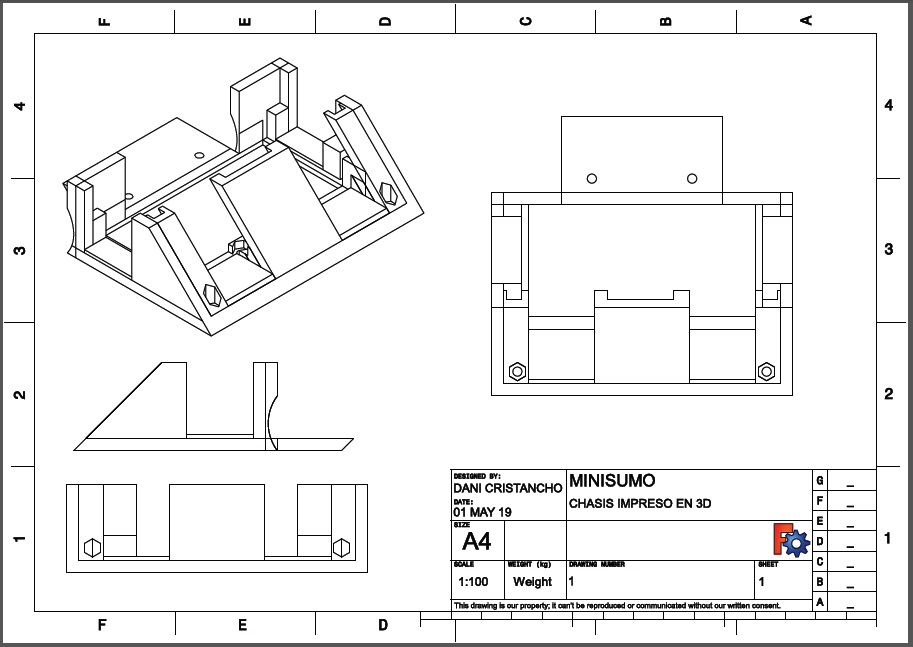 F E D C B A
4 4
3 3
2 2
1 1
DESIGNED BY:
DANI CRISTANCHO
DATE:
01 MAY 19
MINISUMO
CHASIS IMPRESO EN 3D
SIZE
A4
SCALE
1:100
WEIGHT (kg)
Weight
DRAWING NUMBER
1
SHEET
1
This drawing is our property; it can't be reproduced or communicated without our written consent.
G _
F _
E _
D _
C _
B _
A _
F E D